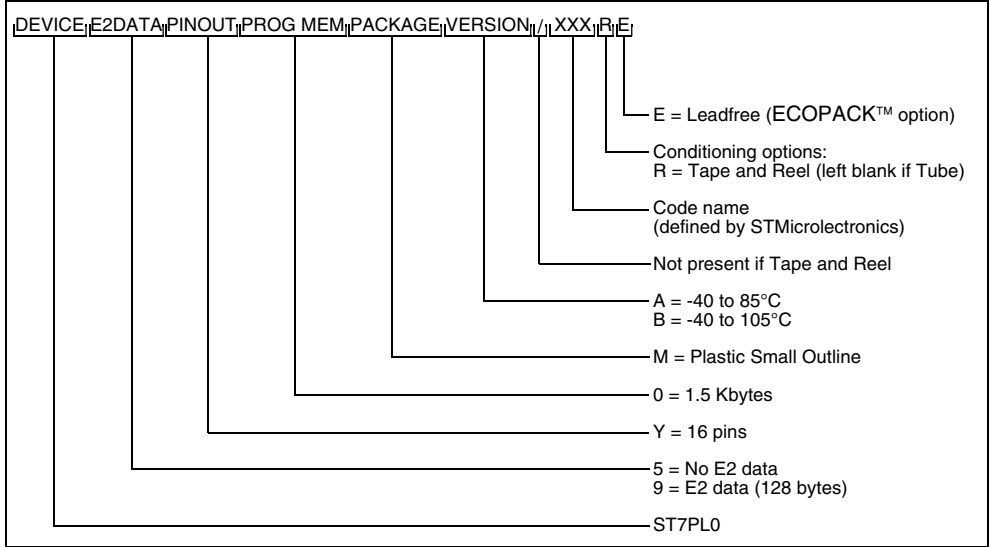 DEVICE E2DATA PINOUT PROG MEM PACKAGE VERSION / XXX R E
E = Leadfree (ECOPACK™ option)
Conditioning options:
R = Tape and Reel (left blank if Tube)
Code name
(defined by STMicrolectronics)
Not present if Tape and Reel
A = -40 to 85°C
B = -40 to 105°C
M = Plastic Small Outline
0 = 1.5 Kbytes
Y = 16 pins
5 = No E2 data
9 = E2 data (128 bytes)
ST7PL0